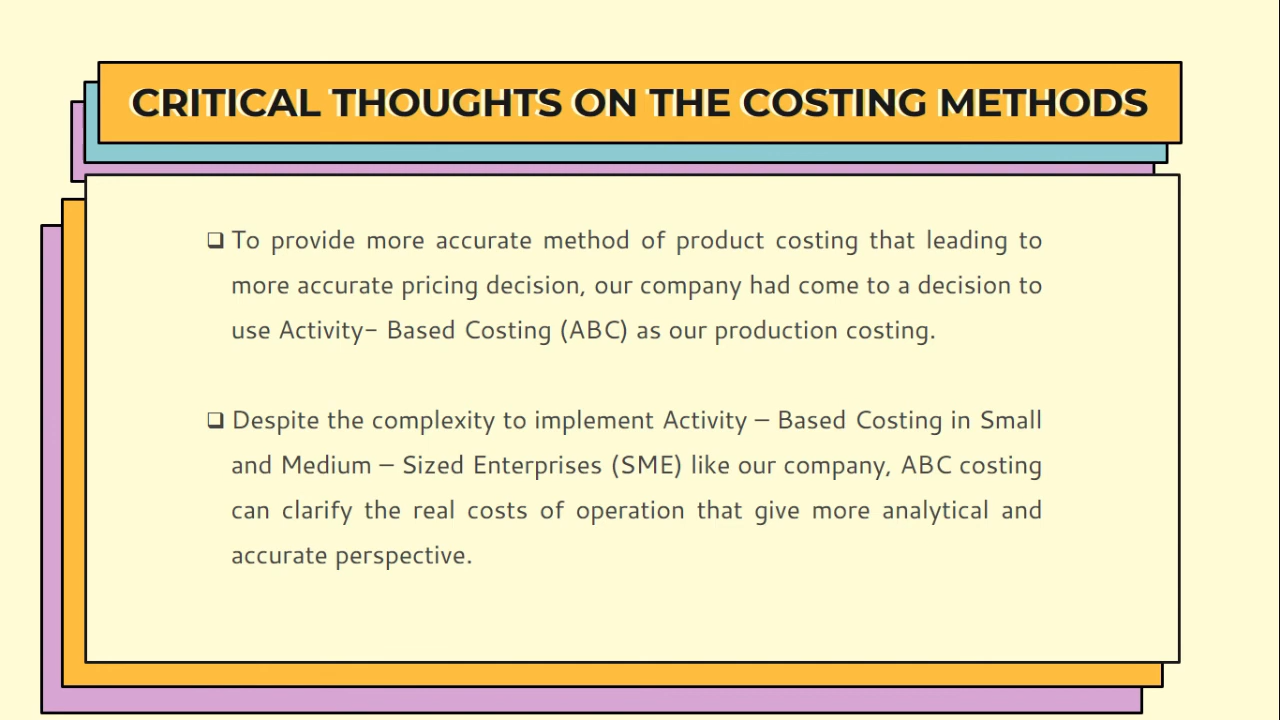 CRITICAL THOUGHTS ON THE COSTING METHODS
❑ To provide more accurate method of product costing that leading to
more accurate pricing decision, our company had come to a decision to
use Activity- Based Costing (ABC) as our production costing.
❑ Despite the complexity to implement Activity – Based Costing in Small
and Medium – Sized Enterprises (SME) like our company, ABC costing
can clarify the real costs of operation that give more analytical and
accurate perspective.